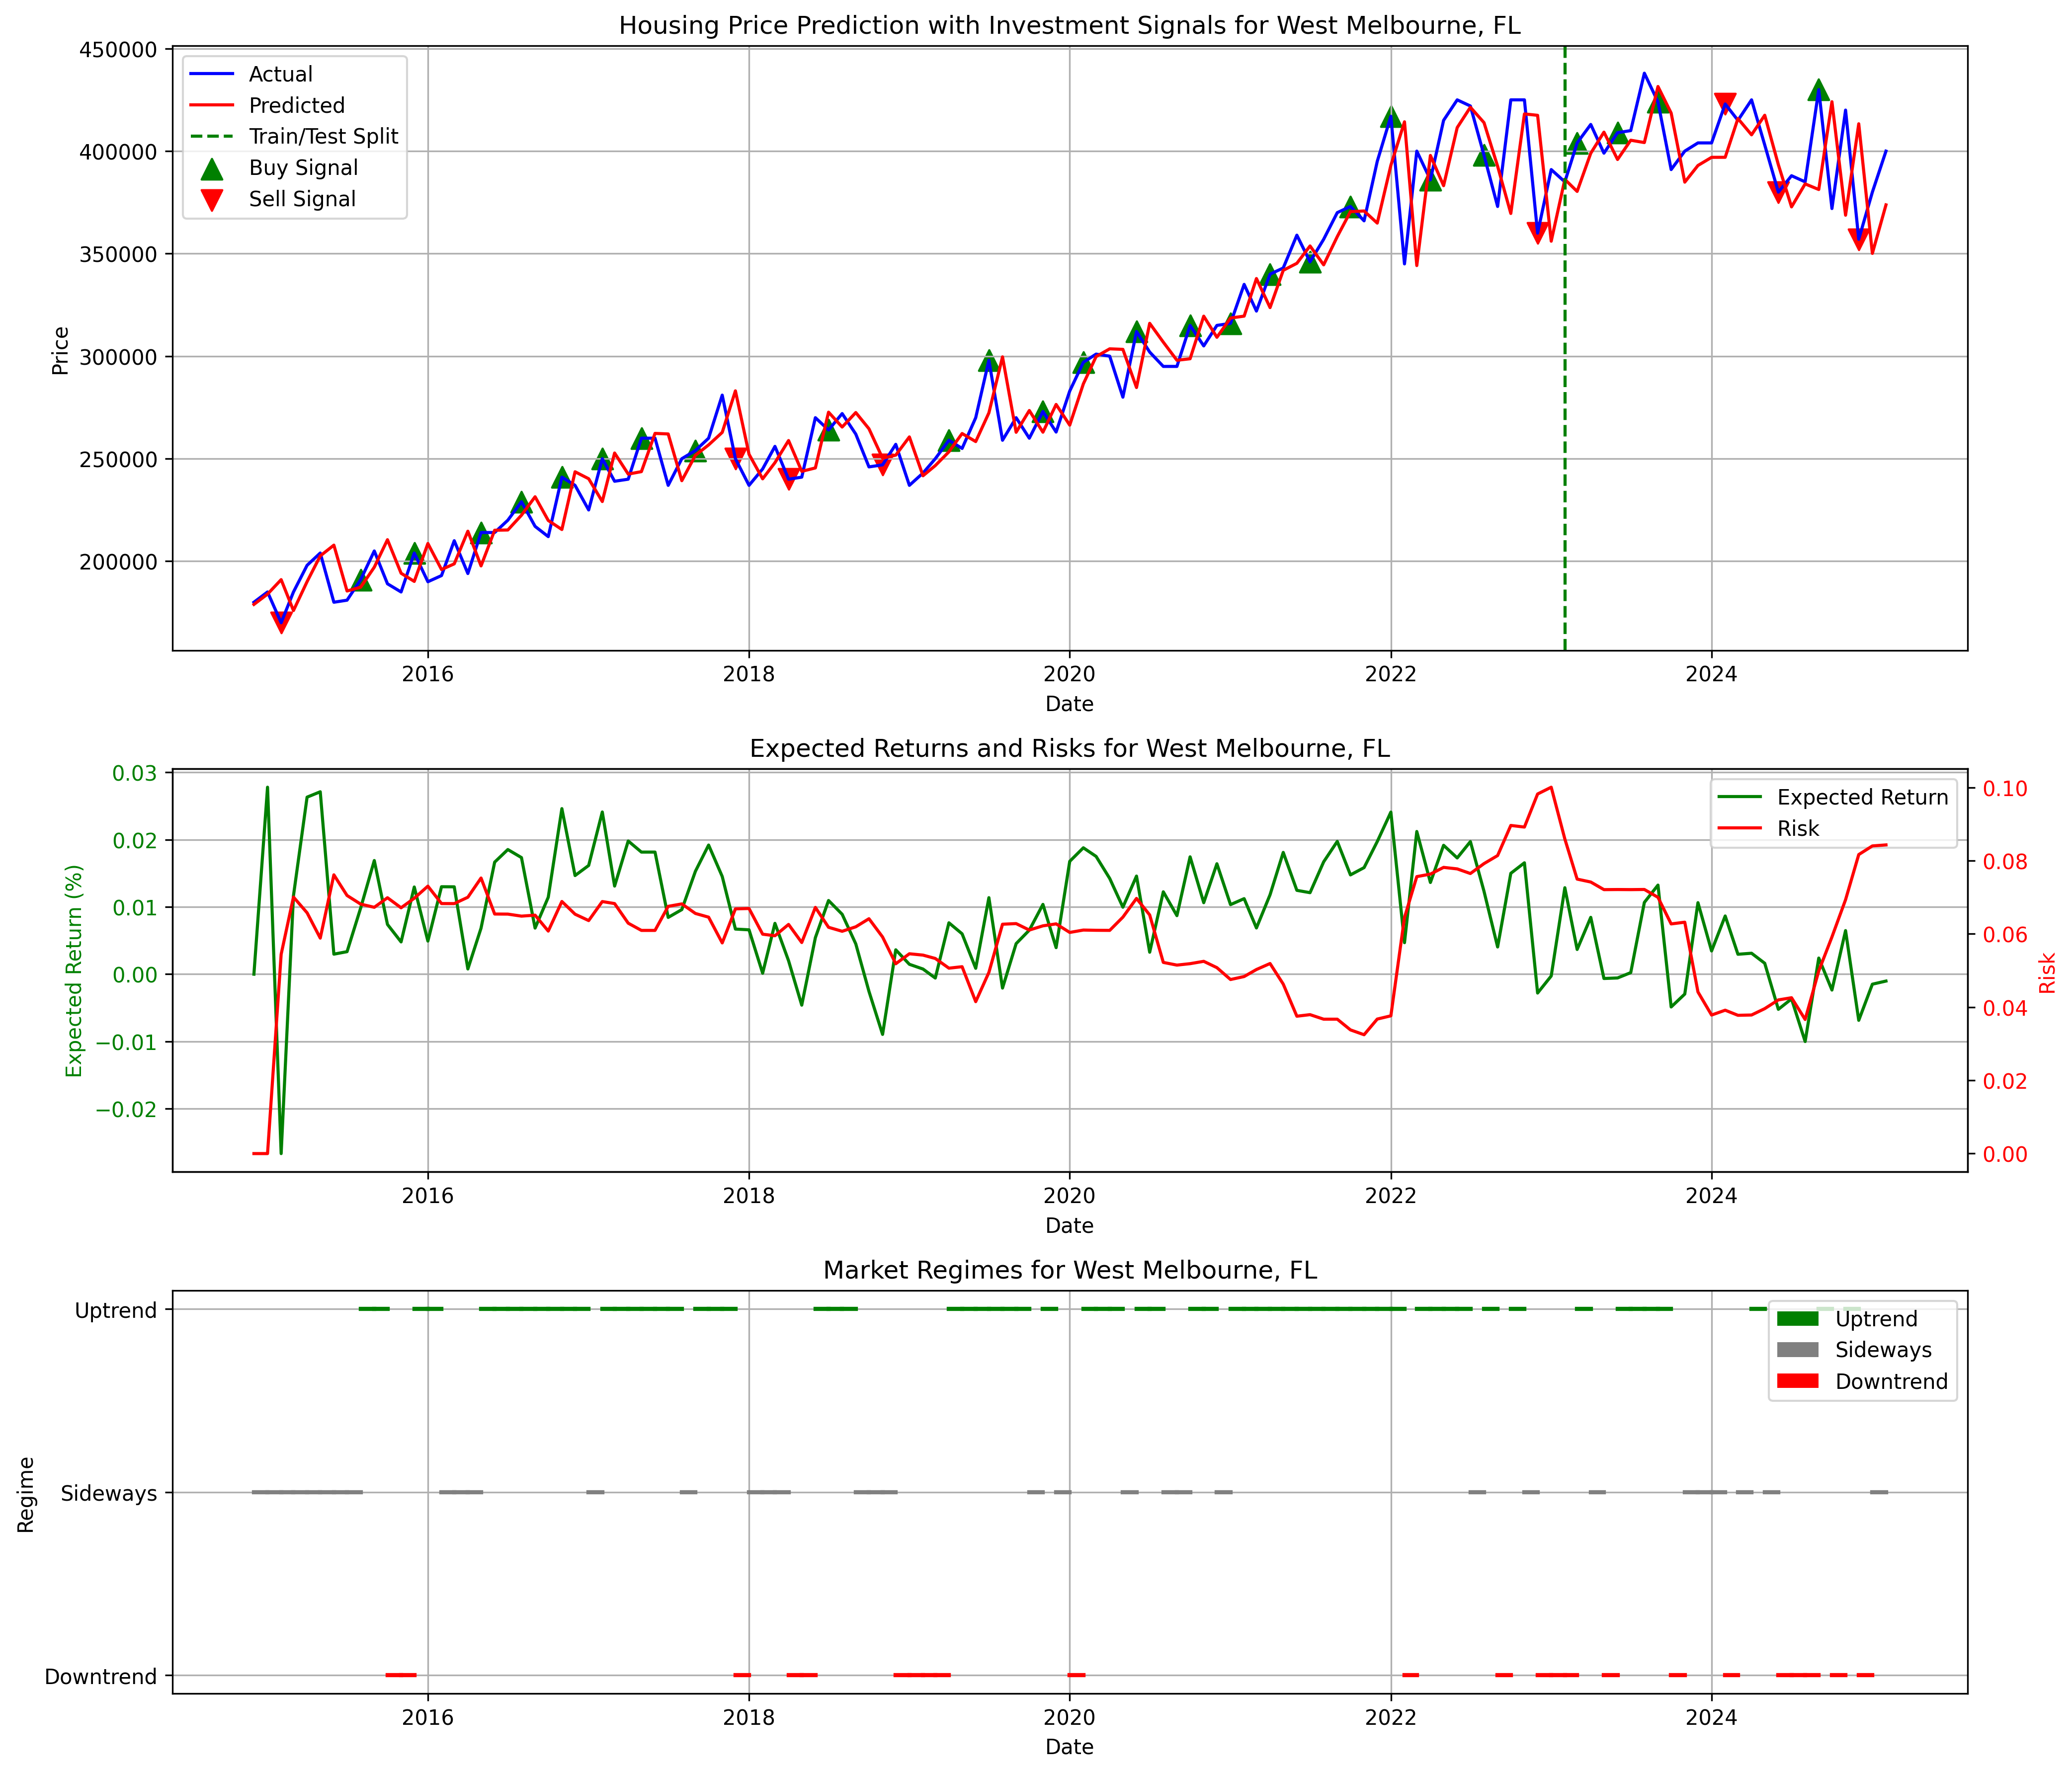 Housing Price Prediction with Investment Signals for West Melbourne, FL
450000
400000
350000
300000
250000
200000
Price
Actual
Predicted
Train/Test Split
Buy Signal
Sell Signal
2016 2018 2020 2022 2024
Date
Expected Returns and Risks for West Melbourne, FL
0.03
0.02
0.01
0.00
−0.01
−0.02
Expected Return (%)
Expected Return
Risk
0.10
0.08
0.06
0.04
0.02
0.00
Risk
2016 2018 2020 2022 2024
Date
Market Regimes for West Melbourne, FL
Uptrend
Sideways
Downtrend
Regime
Uptrend
Sideways
Downtrend
2016 2018 2020 2022 2024
Date